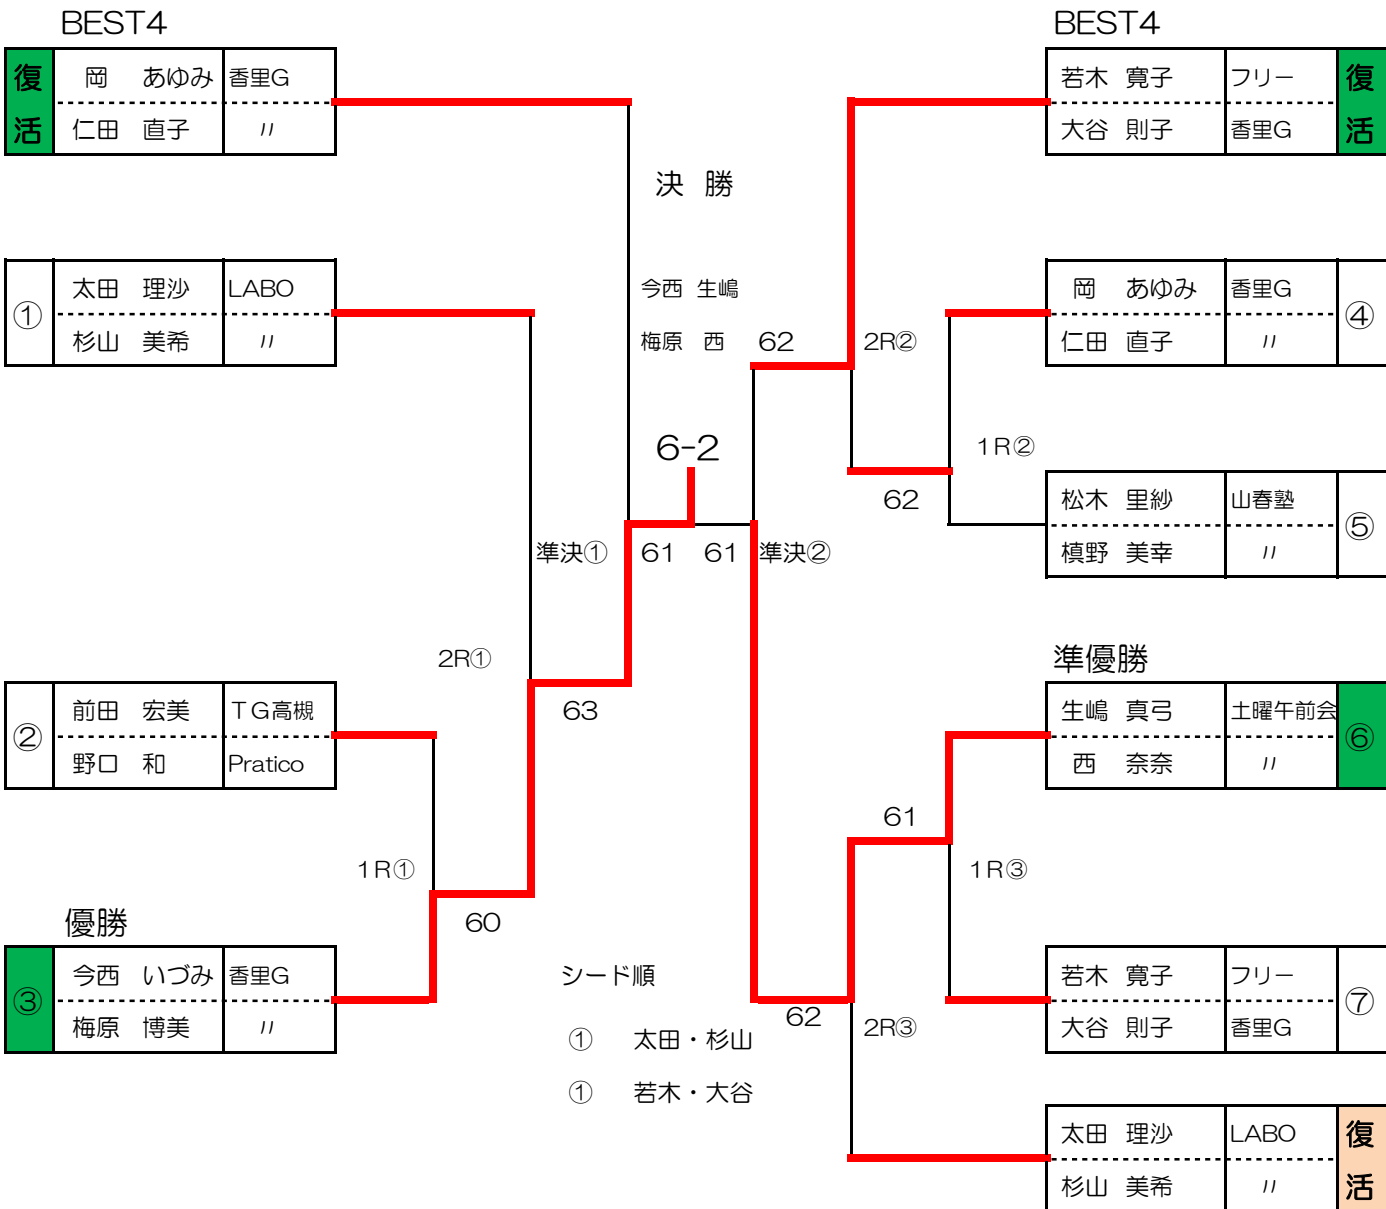 BEST4
復活
岡 あゆみ 香里G
仁田 直子 〃
① 太田 理沙 LABO
杉山 美希 〃
2R①
準決①
63
② 前田 宏美 TG高槻
野口 和 Pratico
1R①
60
優勝
③ 今西 いづみ 香里G
梅原 博美 〃
決 勝
今西 生嶋
梅原 西
6-2
61 61
シード順
① 太田・杉山
① 若木・大谷
BEST4
若木 寛子 フリー
大谷 則子 香里G
復活
62
2R②
岡 あゆみ 香里G ④
仁田 直子 〃
1R②
62
松木 里紗 山春塾 ⑤
槙野 美幸 〃
準決②
準優勝
生嶋 真弓 土曜午前会 ⑥
西 奈奈 〃
61
1R③
若木 寛子 フリー ⑦
大谷 則子 香里G
62
2R③
太田 理沙 LABO
杉山 美希 〃
復活